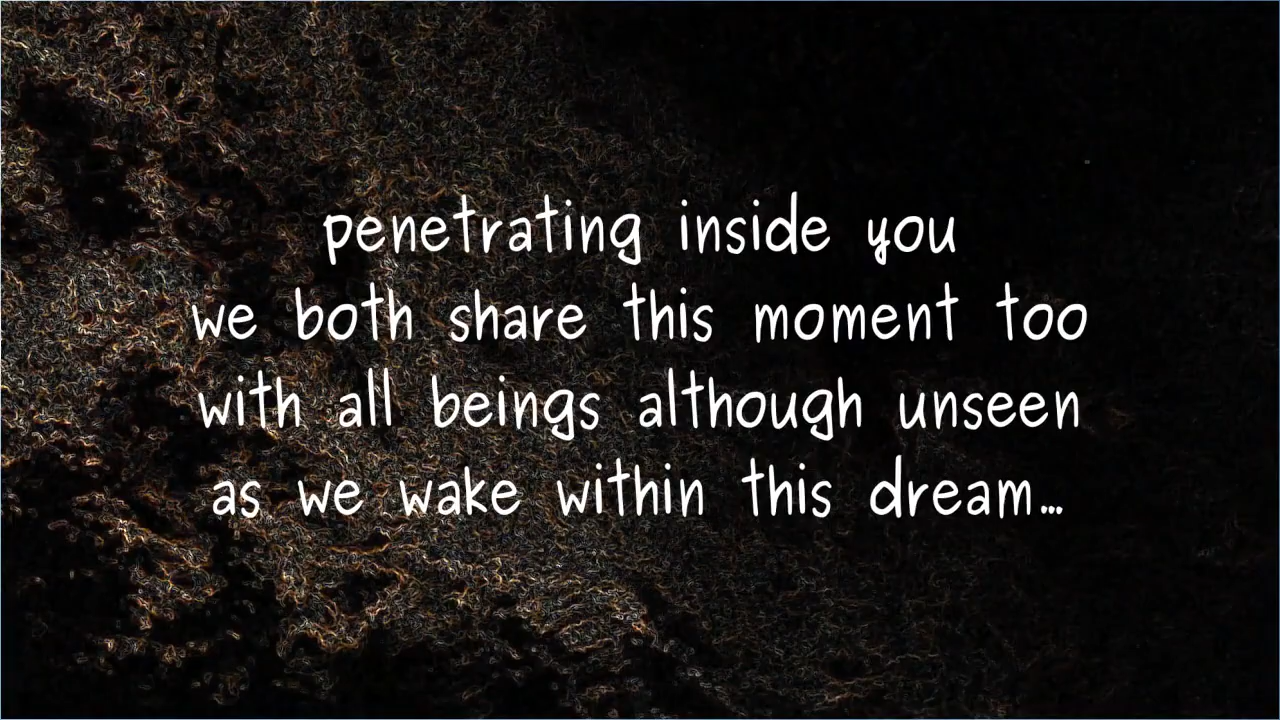 penetrating inside you
we both share this moment too
with all beings although unseen
as we wake within this dream...